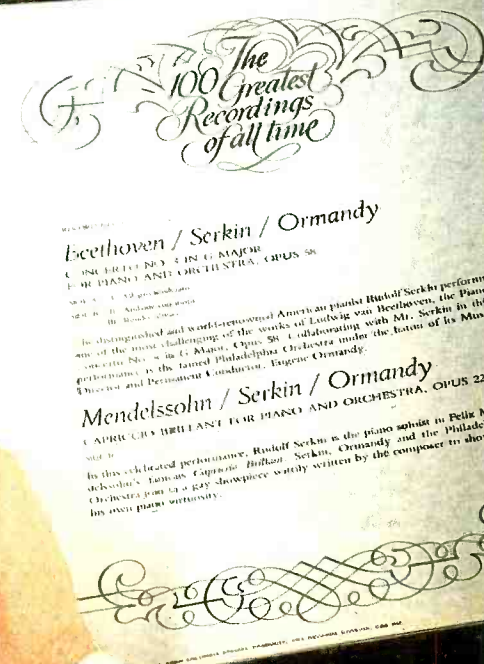 The
100 Greatest
Recordings
of all time
Beethoven / Serkin / Ormandy
CONCERTO NO. 4 IN G MAJOR
FOR PIANO AND ORCHESTRA, OPUS 58
The distinguished and world-renowned American pianist Rudolf Serkin performs
one of the most challenging of the works of Ludwig van Beethoven, the Piano
Concerto No. 4 in G Major, Opus 58. Collaborating with Mr. Serkin in this
performance is the famed Philadelphia Orchestra under the baton of its Mus
Director and Permanent Conductor, Eugene Ormandy.
Mendelssohn / Serkin / Ormandy
CAPRICCIO BRILLANT FOR PIANO AND ORCHESTRA, OPUS 22
In this celebrated performance, Rudolf Serkin is the piano soloist in Felix M
delssohn's famous Capriccio Brillant. Serkin, Ormandy and the Philadel
Orchestra join in a gay showpiece wittily written by the composer to sho
his own piano virtuosity.